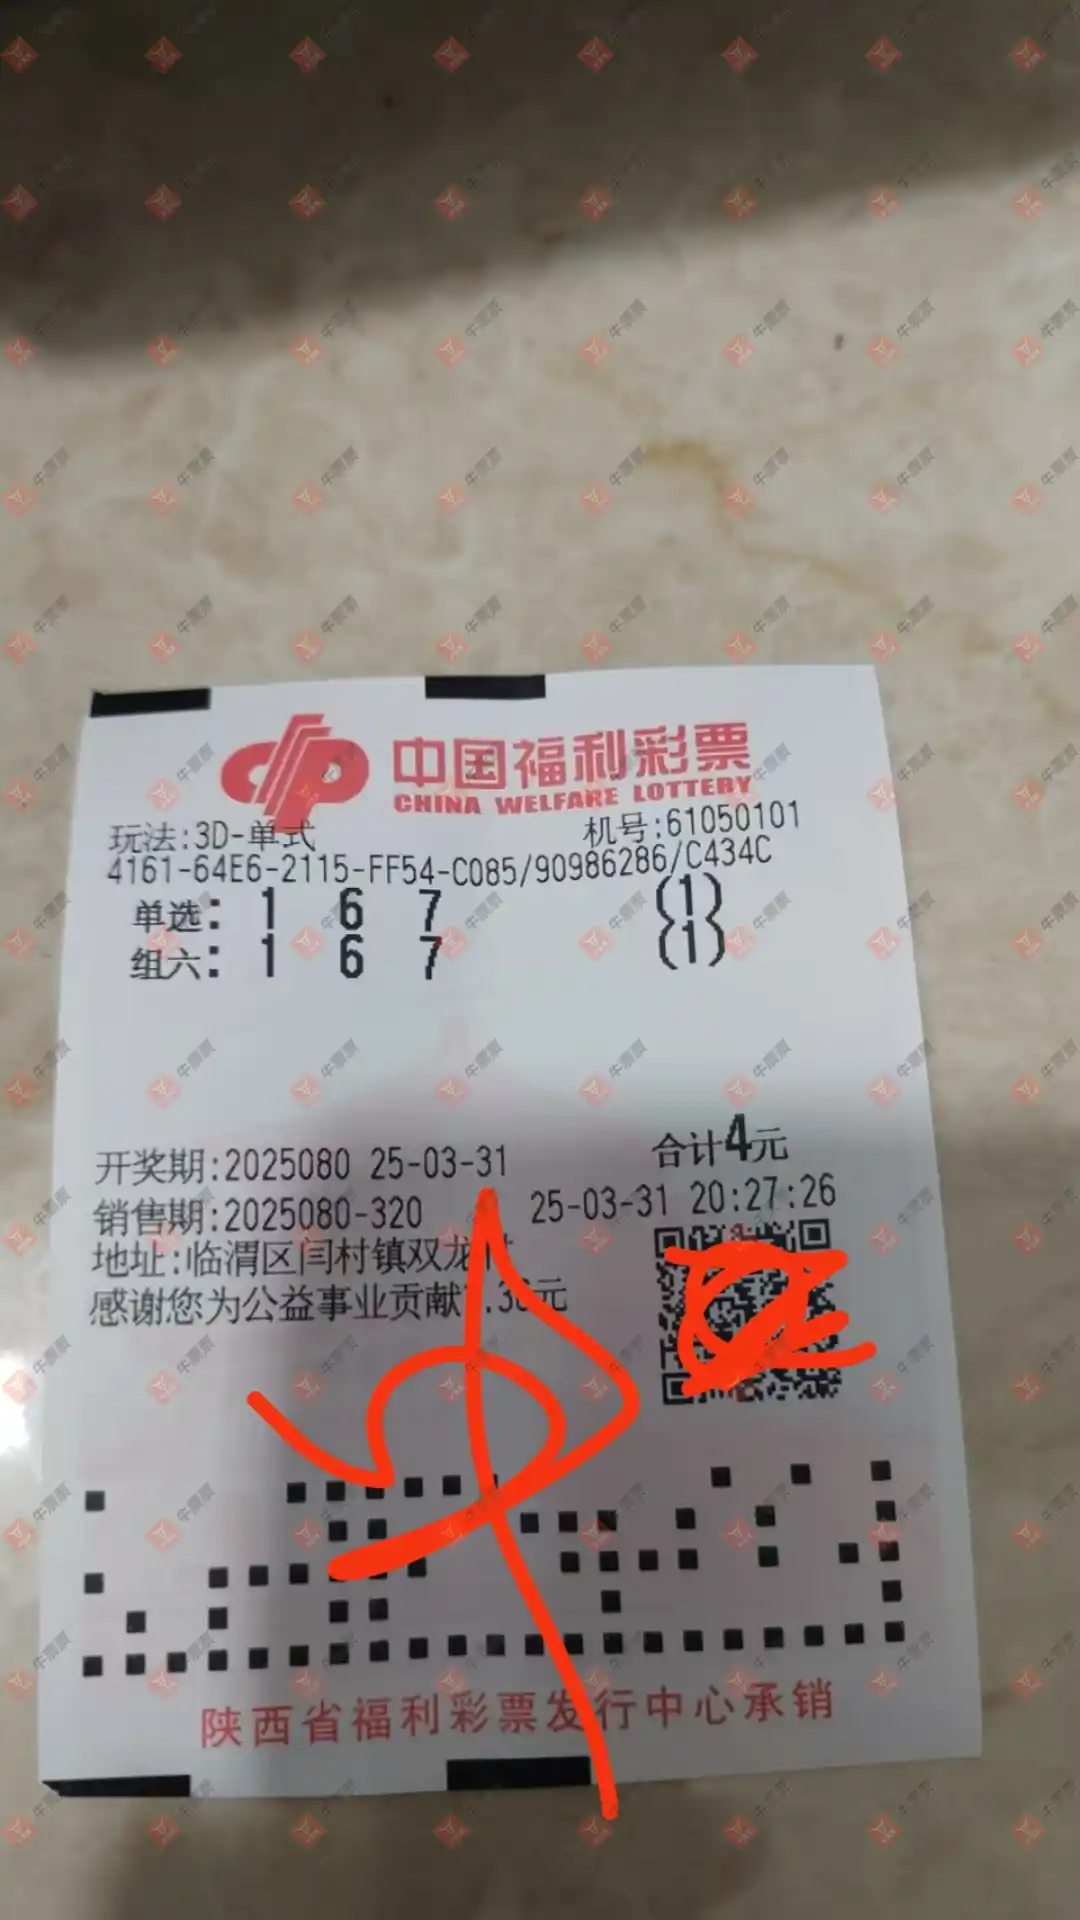 中国福利彩票
CHINA WELFARE LOTTERY
玩法:3D-单式 机号:61050101
4161-64E6-2115-FF54-C085/90986286/C434C
单选: 1 6 7 (1)
组六: 1 6 7 (1)
合计4元
开奖期:2025080 25-03-31
销售期:2025080-320 25-03-31 20:27:26
地址:临渭区闫村镇双龙
感谢您为公益事业贡献 元
陕西省福利彩票发行中心承销
牛票票